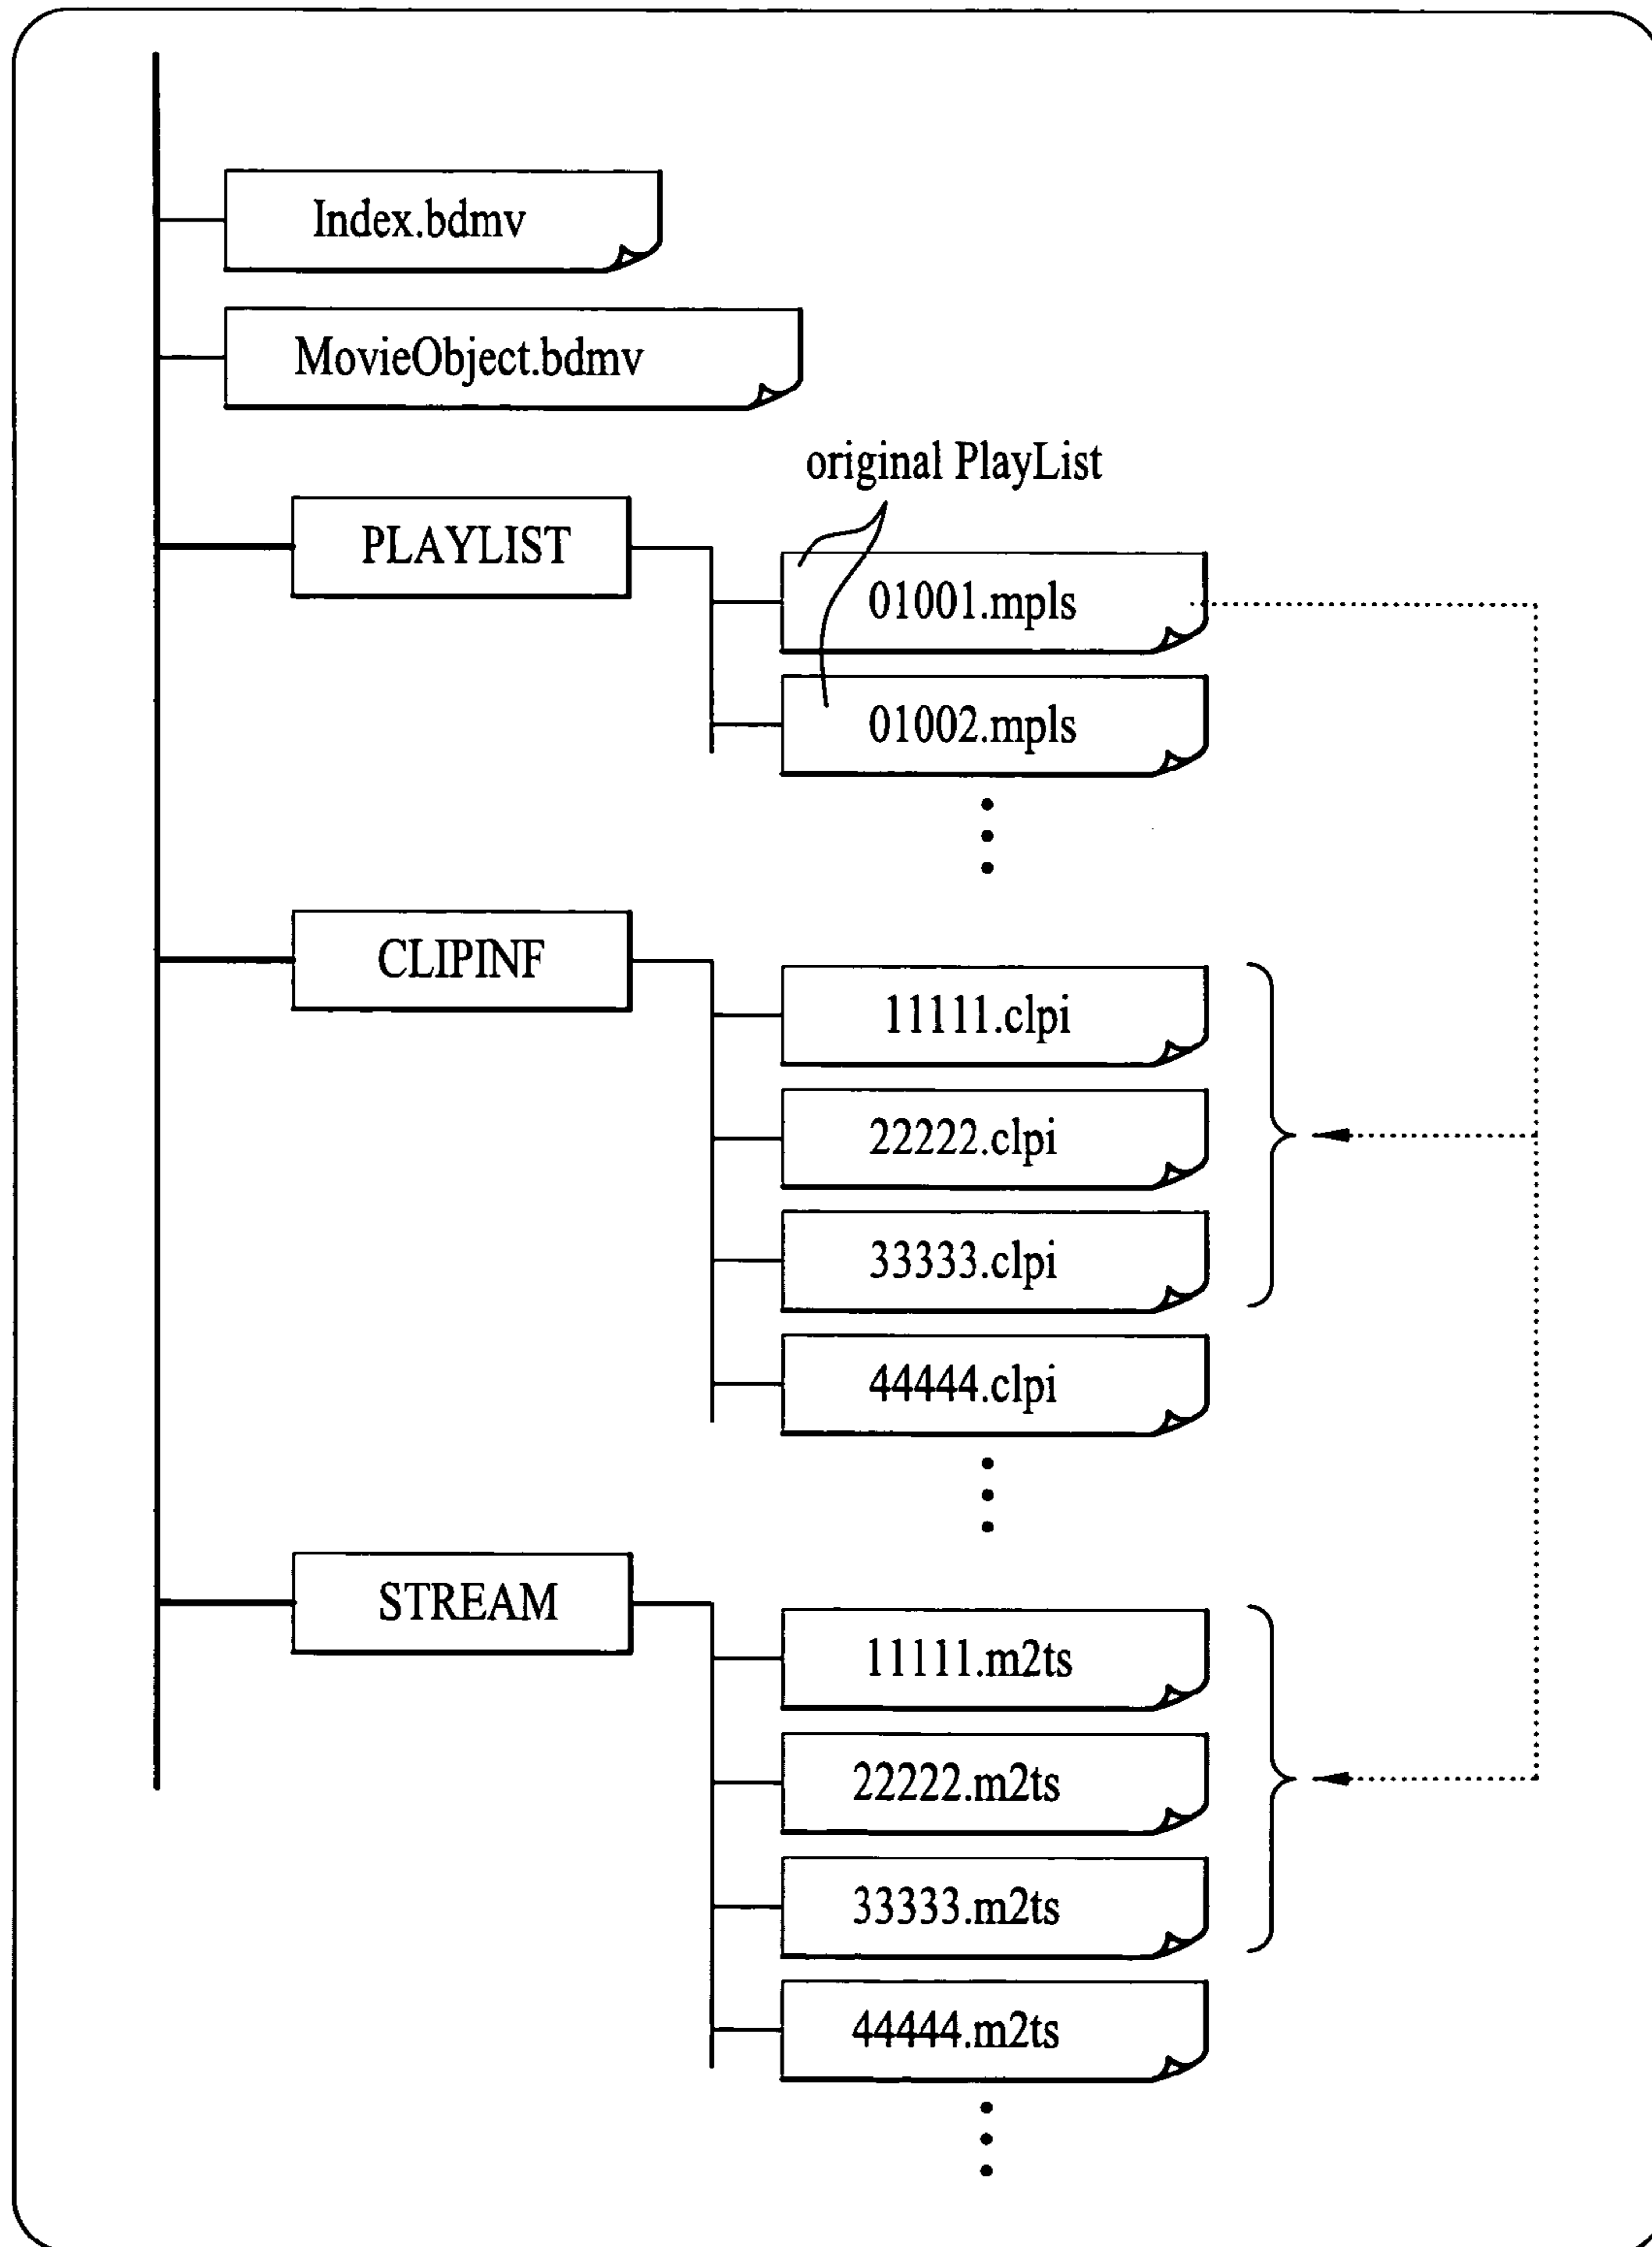 Index.bdmv
MovieObject.bdmv
original PlayList
PLAYLIST
01001.mpls
01002.mpls
CLIPINF
11111.clpi
22222.clpi
33333.clpi
44444.clpi
STREAM
11111.m2ts
22222.m2ts
33333.m2ts
44444.m2ts